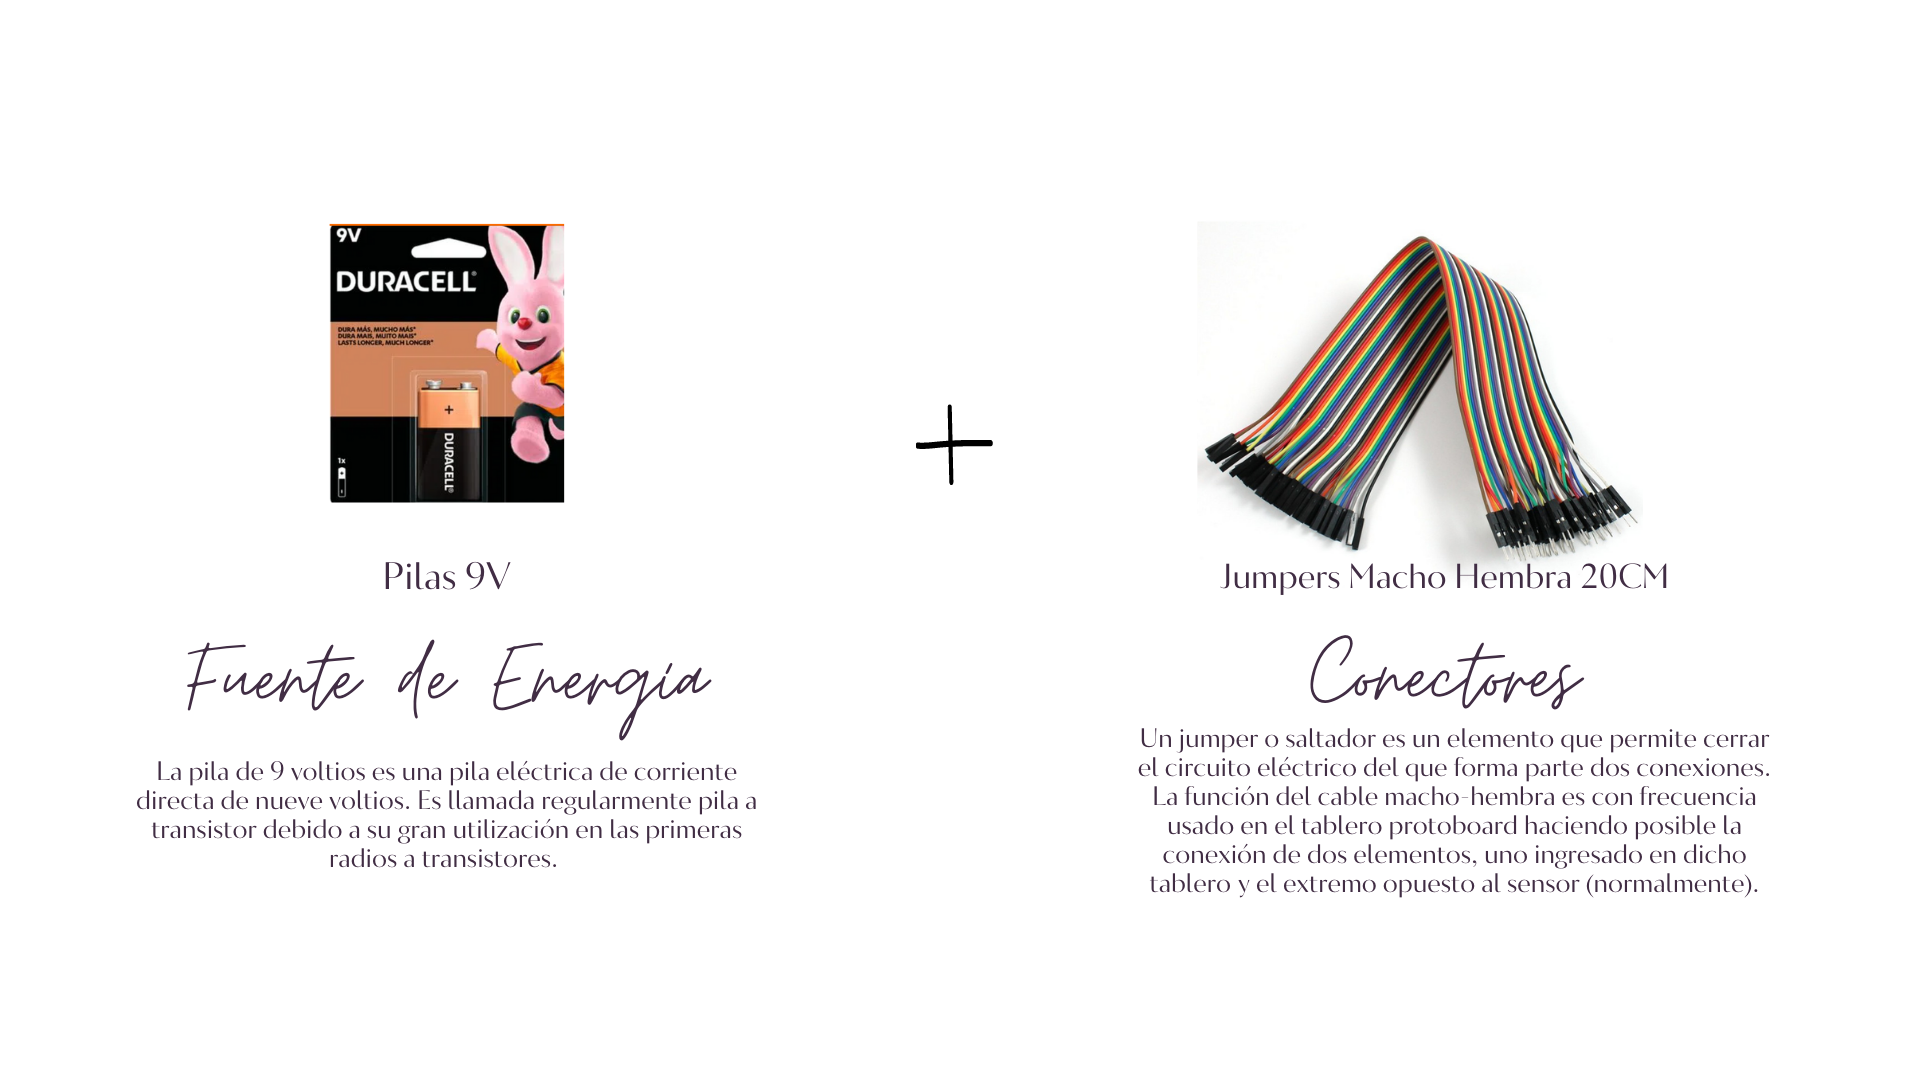 9V
DURACELL
DURA MÁS, MUCHO MÁS*
DURA MAIS, MUITO MAIS*
LASTS LONGER, MUCH LONGER*
+
DURACELL
1x
Pilas 9V
Fuente de Energía
La pila de 9 voltios es una pila eléctrica de corriente
directa de nueve voltios. Es llamada regularmente pila a
transistor debido a su gran utilización en las primeras
radios a transistores.
+
Jumpers Macho Hembra 20CM
Conectores
Un jumper o saltador es un elemento que permite cerrar
el circuito eléctrico del que forma parte dos conexiones.
La función del cable macho-hembra es con frecuencia
usado en el tablero protoboard haciendo posible la
conexión de dos elementos, uno ingresado en dicho
tablero y el extremo opuesto al sensor (normalmente).